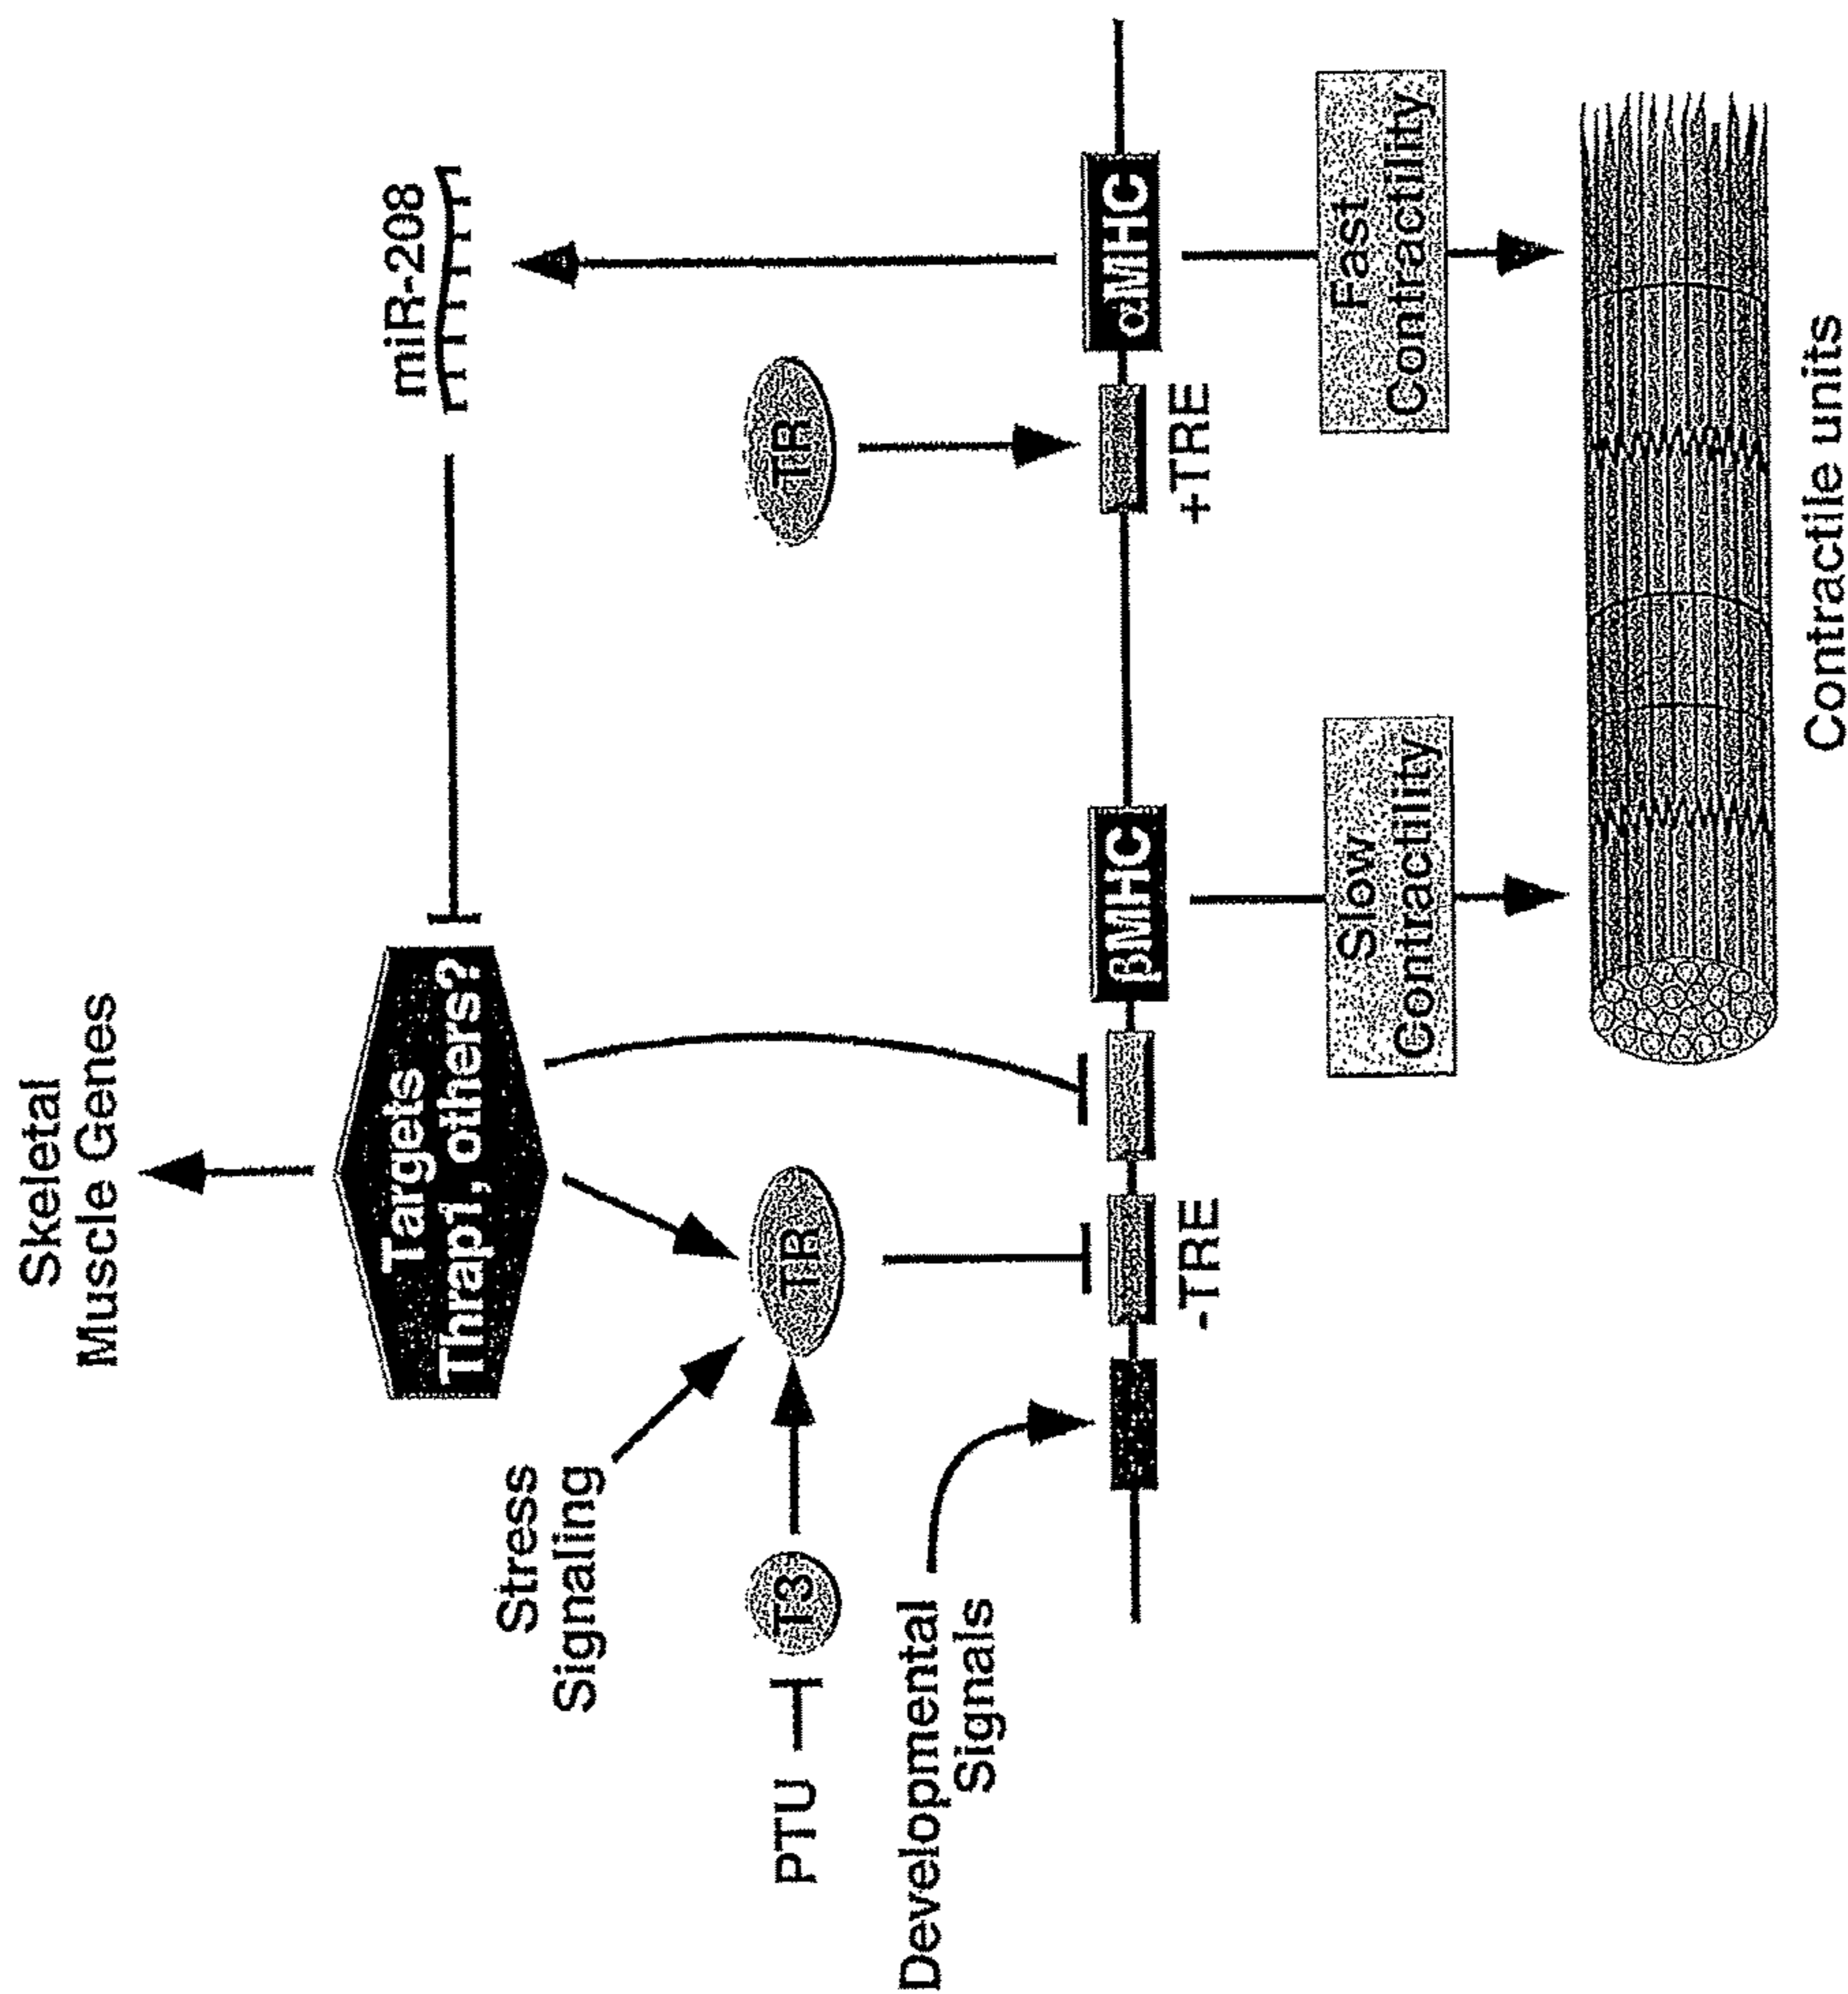 Skeletal
Muscle Genes
Targets
Thrap1, others?
miR-208
Stress
Signaling
PTU
T3
TR
TR
Developmental
Signals
-TRE
βMHC
+TRE
αMHC
Slow
Contractility
Fast
Contractility
Contractile units